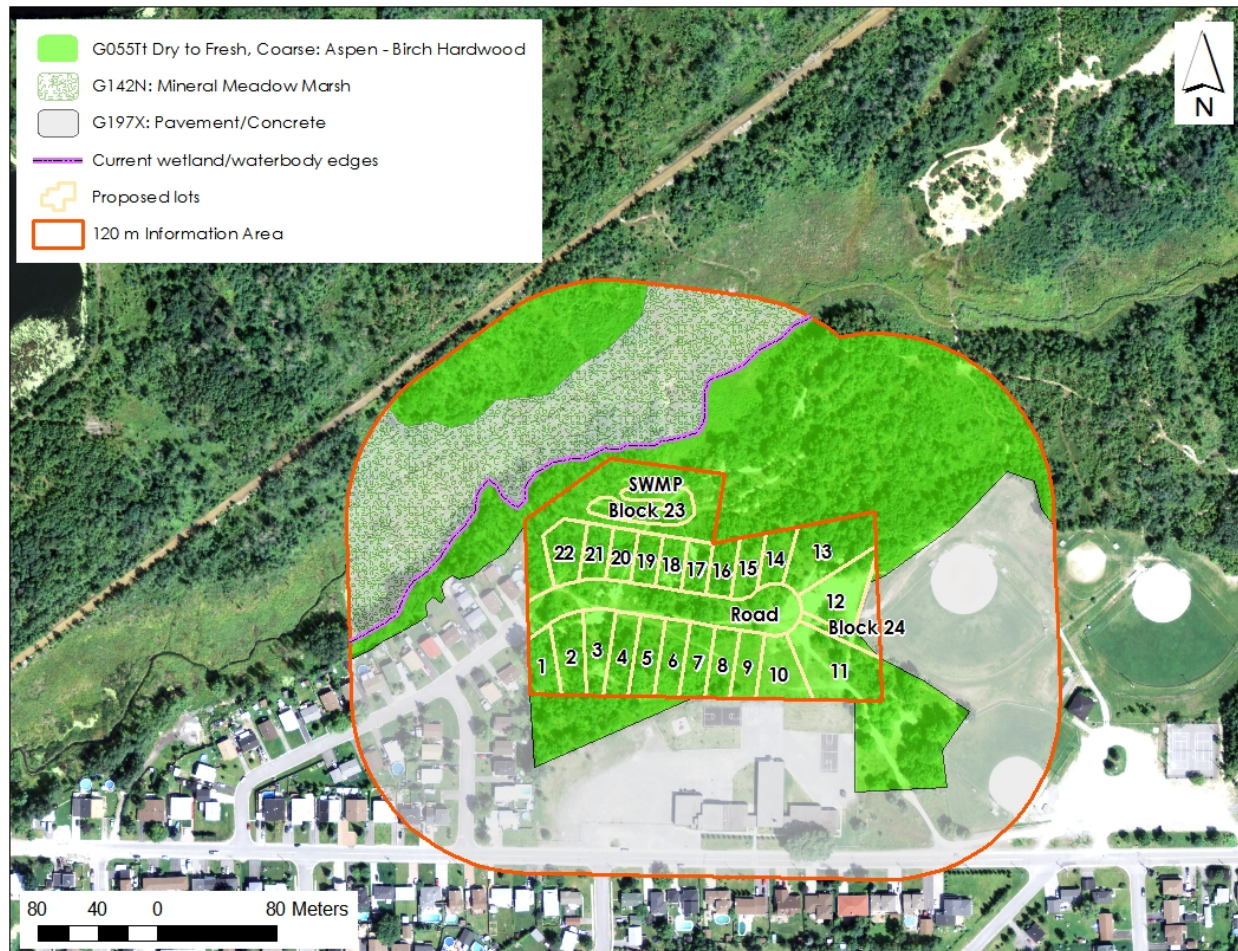 G055Tt Dry to Fresh, Coarse: Aspen - Birch Hardwood
G142N: Mineral Meadow Marsh
G197X: Pavement/Concrete
Current wetland/waterbody edges
Proposed lots
120 m Information Area
N
SWMP
Block 23
22 21 20 19 18 17 16 15 14 13
12
Road
Block 24
1 2 3 4 5 6 7 8 9 10 11
80 40 0 80 Meters